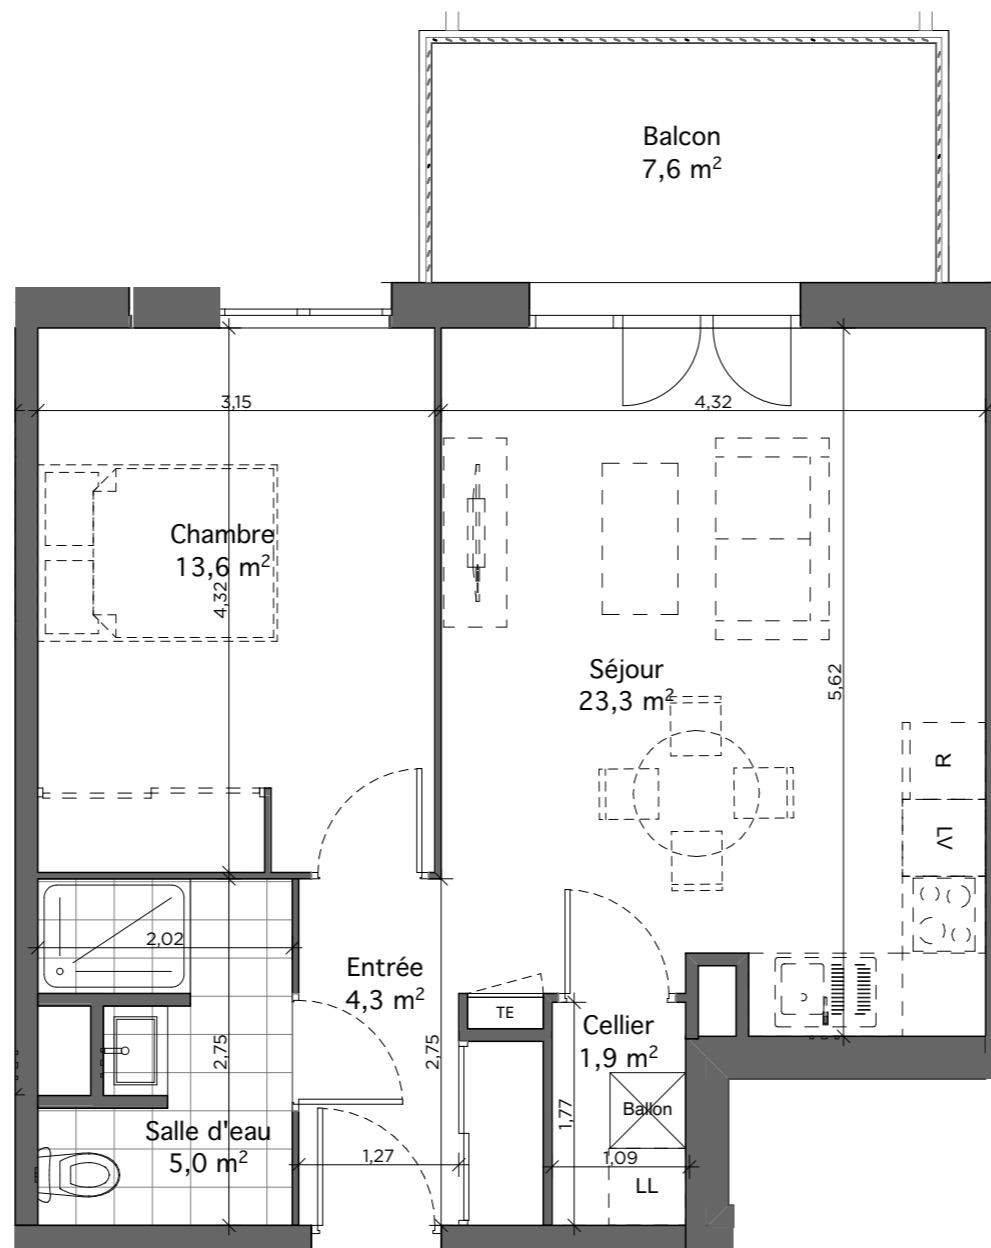 Balcon
7,6 m²
3,15
4,32
Chambre
13,6 m²
4,32
Séjour
23,3 m²
5,62
R
LV
2,02
Entrée
4,3 m²
TE
Cellier
1,9 m²
2,75
2,75
1,77
Ballon
Salle d'eau
5,0 m²
1,27
1,09
LL